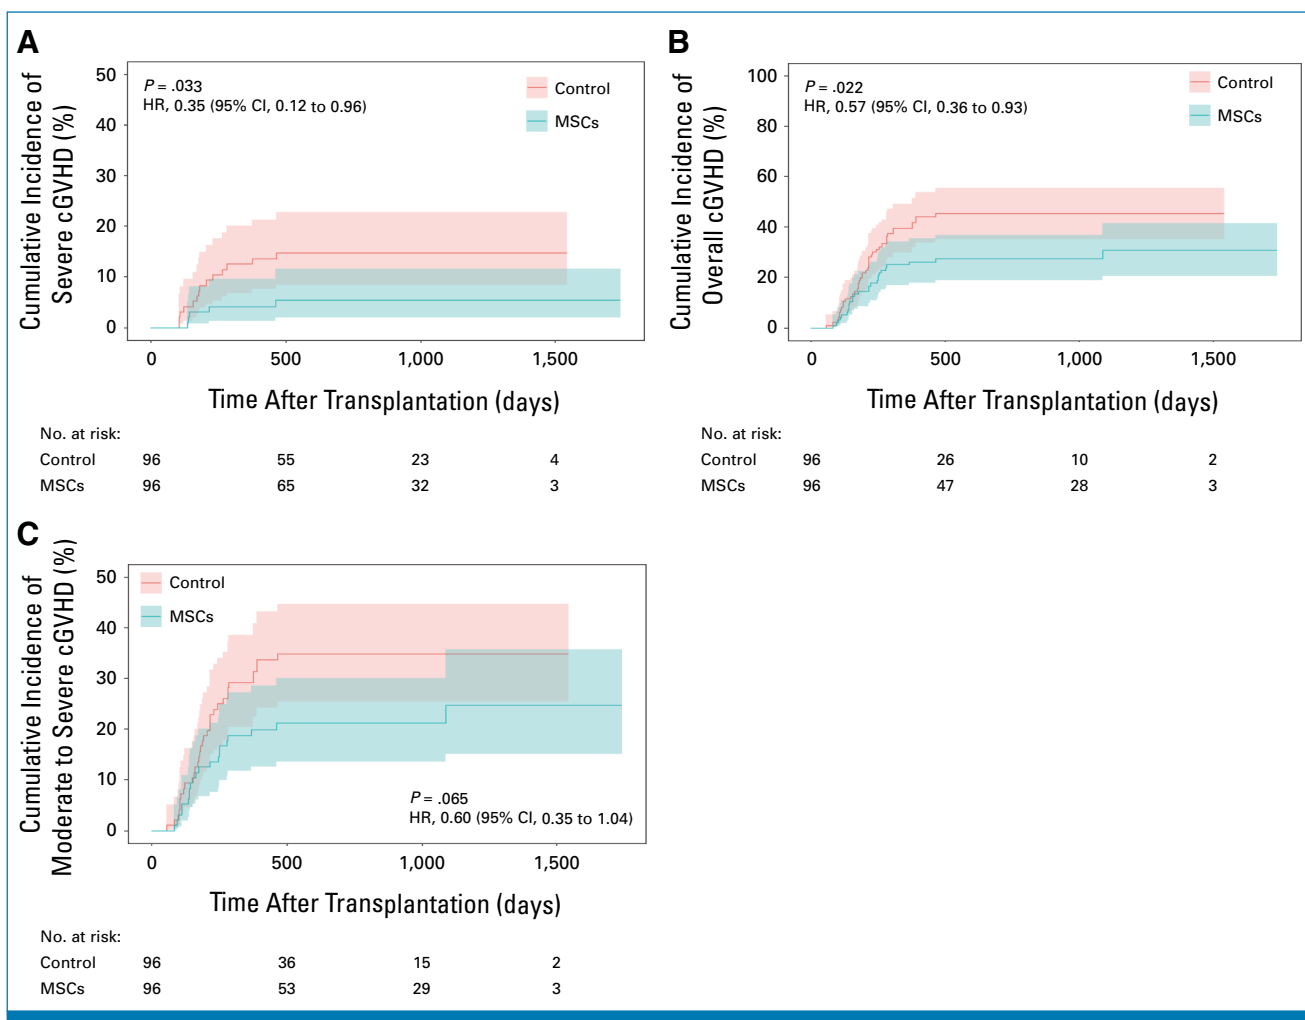 A
Cumulative Incidence of
Severe cGVHD (%)
50
40
30
20
10
0
P = .033
HR, 0.35 (95% CI, 0.12 to 0.96)
Control
MSCs
0 500 1,000 1,500
Time After Transplantation (days)
No. at risk:
Control 96 55 23 4
MSCs 96 65 32 3
B
Cumulative Incidence of
Overall cGVHD (%)
100
80
60
40
20
0
P = .022
HR, 0.57 (95% CI, 0.36 to 0.93)
Control
MSCs
0 500 1,000 1,500
Time After Transplantation (days)
No. at risk:
Control 96 26 10 2
MSCs 96 47 28 3
C
Cumulative Incidence of
Moderate to Severe cGVHD (%)
50
40
30
20
10
0
Control
MSCs
P = .065
HR, 0.60 (95% CI, 0.35 to 1.04)
0 500 1,000 1,500
Time After Transplantation (days)
No. at risk:
Control 96 36 15 2
MSCs 96 53 29 3